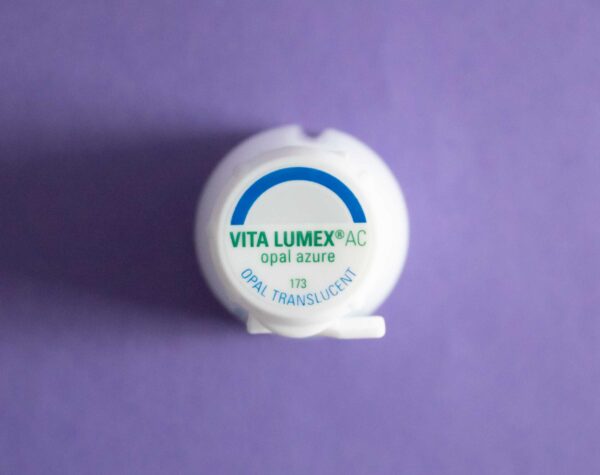 VITA LUMEX® AC
opal azure
173
OPAL TRANSLUCENT